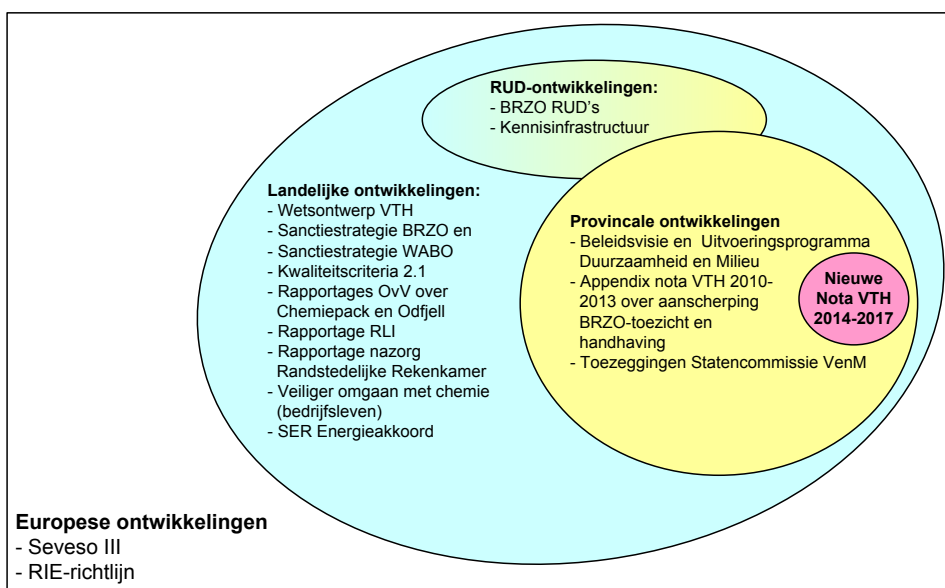 RUD-ontwikkelingen:
- BRZO RUD's
- Kennisinfrastructuur
Landelijke ontwikkelingen:
- Wetsontwerp VTH
- Sanctiestrategie BRZO en
- Sanctiestrategie WABO
- Kwaliteitscriteria 2.1
- Rapportages OvV over
Chemiepack en Odfjell
- Rapportage RLI
- Rapportage nazorg
Randstedelijke Rekenkamer
- Veiliger omgaan met chemie
(bedrijfsleven)
- SER Energieakkoord
Provincale ontwikkelingen
- Beleidsvisie en Uitvoeringsprogramma
Duurzaamheid en Milieu
- Appendix nota VTH 2010-
2013 over aanscherping
BRZO-toezicht en
handhaving
- Toezeggingen Statencommissie VenM
Nieuwe
Nota VTH
2014-2017
Europese ontwikkelingen
- Seveso III
- RIE-richtlijn